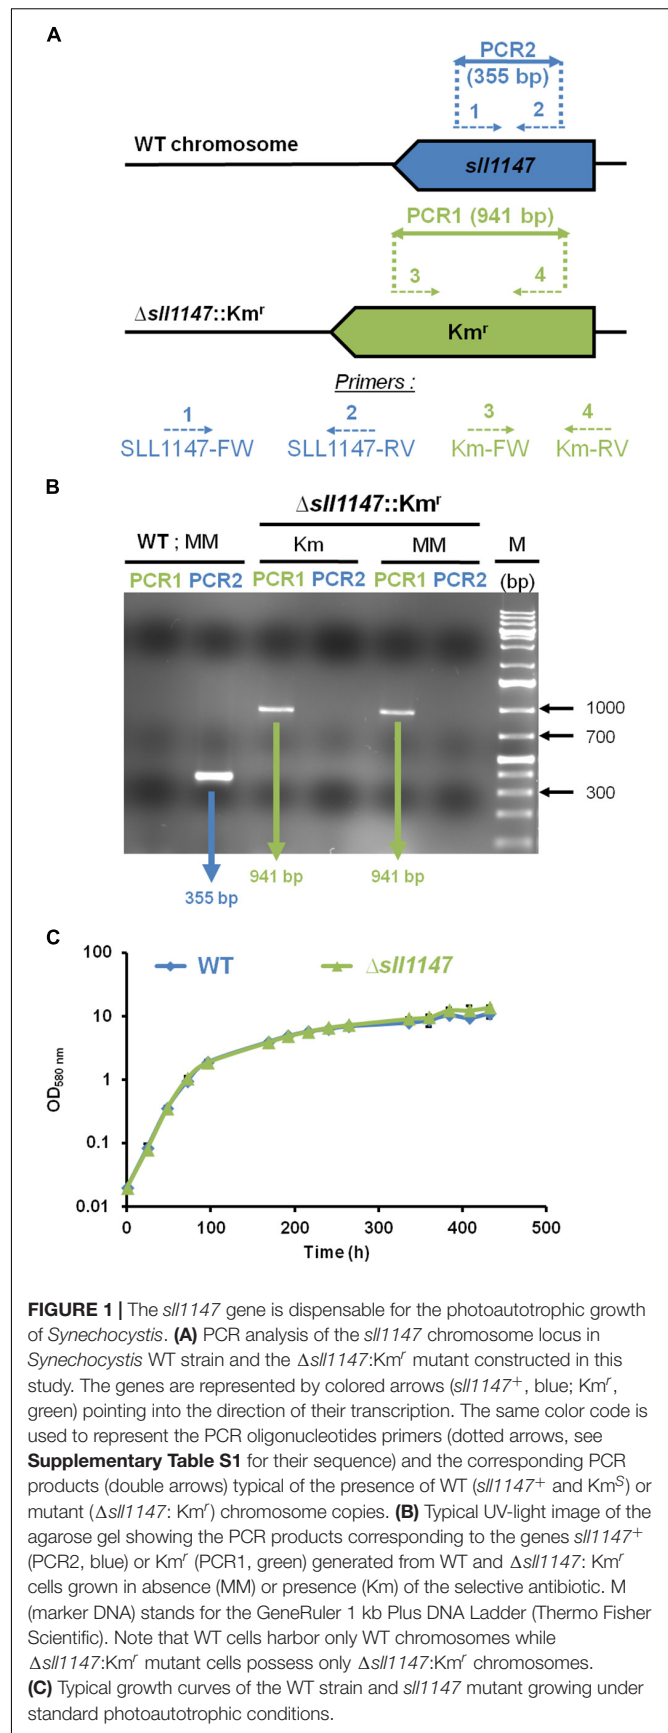 A
PCR2
(355 bp)
1 2
WT chromosome
sll1147
PCR1 (941 bp)
3 4
Δsll1147::Kmʳ
Kmʳ
Primers :
1 2 3 4
SLL1147-FW SLL1147-RV Km-FW Km-RV
B
Δsll1147::Kmʳ
WT ; MM Km MM M
PCR1 PCR2 PCR1 PCR2 PCR1 PCR2 (bp)
1000
700
300
941 bp 941 bp
355 bp
C
WT Δsll1147
100
10
1
0.1
0.01
OD580 nm
0 100 200 300 400 500
Time (h)
FIGURE 1 | The sll1147 gene is dispensable for the photoautotrophic growth
of Synechocystis. (A) PCR analysis of the sll1147 chromosome locus in
Synechocystis WT strain and the Δsll1147:Kmʳ mutant constructed in this
study. The genes are represented by colored arrows (sll1147⁺, blue; Kmʳ,
green) pointing into the direction of their transcription. The same color code is
used to represent the PCR oligonucleotides primers (dotted arrows, see
Supplementary Table S1 for their sequence) and the corresponding PCR
products (double arrows) typical of the presence of WT (sll1147⁺ and Kmˢ) or
mutant (Δsll1147: Kmʳ) chromosome copies. (B) Typical UV-light image of the
agarose gel showing the PCR products corresponding to the genes sll1147⁺
(PCR2, blue) or Kmʳ (PCR1, green) generated from WT and Δsll1147: Kmʳ
cells grown in absence (MM) or presence (Km) of the selective antibiotic. M
(marker DNA) stands for the GeneRuler 1 kb Plus DNA Ladder (Thermo Fisher
Scientific). Note that WT cells harbor only WT chromosomes while
Δsll1147:Kmʳ mutant cells possess only Δsll1147:Kmʳ chromosomes.
(C) Typical growth curves of the WT strain and sll1147 mutant growing under
standard photoautotrophic conditions.